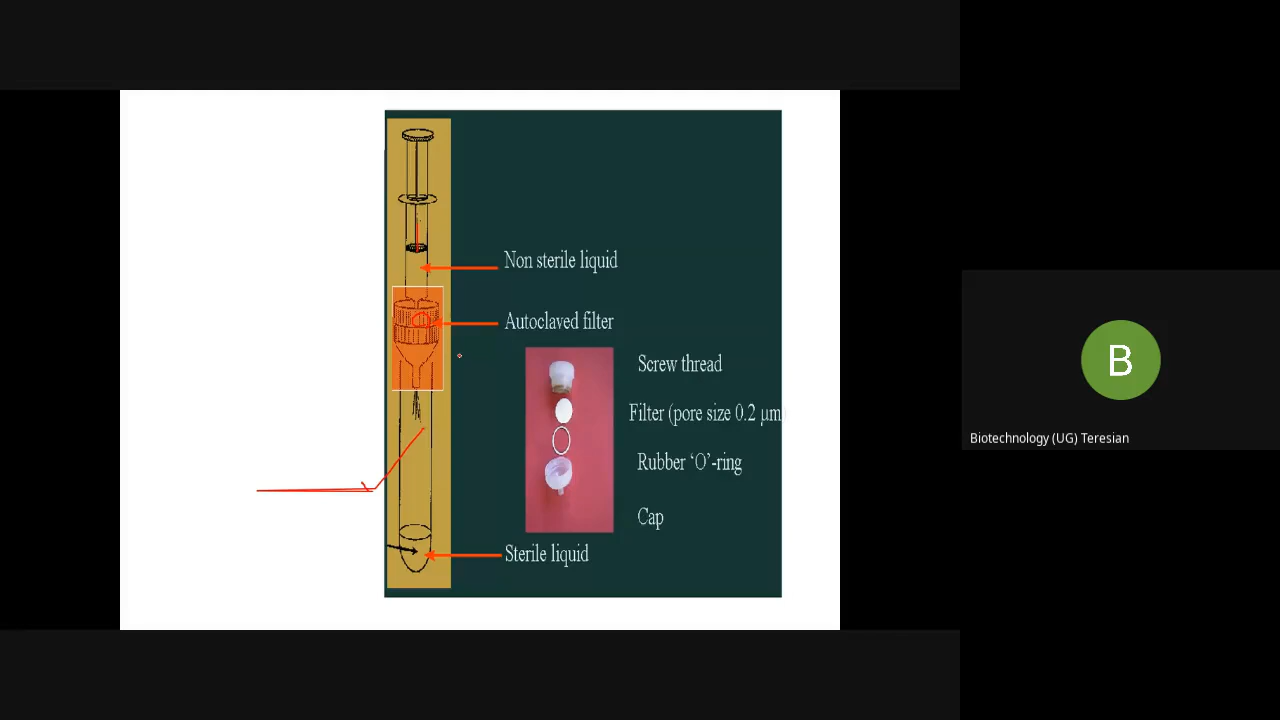 Non sterile liquid
Autoclaved filter
Screw thread
Filter (pore size 0.2 µm)
Rubber ‘O’-ring
Cap
Sterile liquid
B
Biotechnology (UG) Teresian